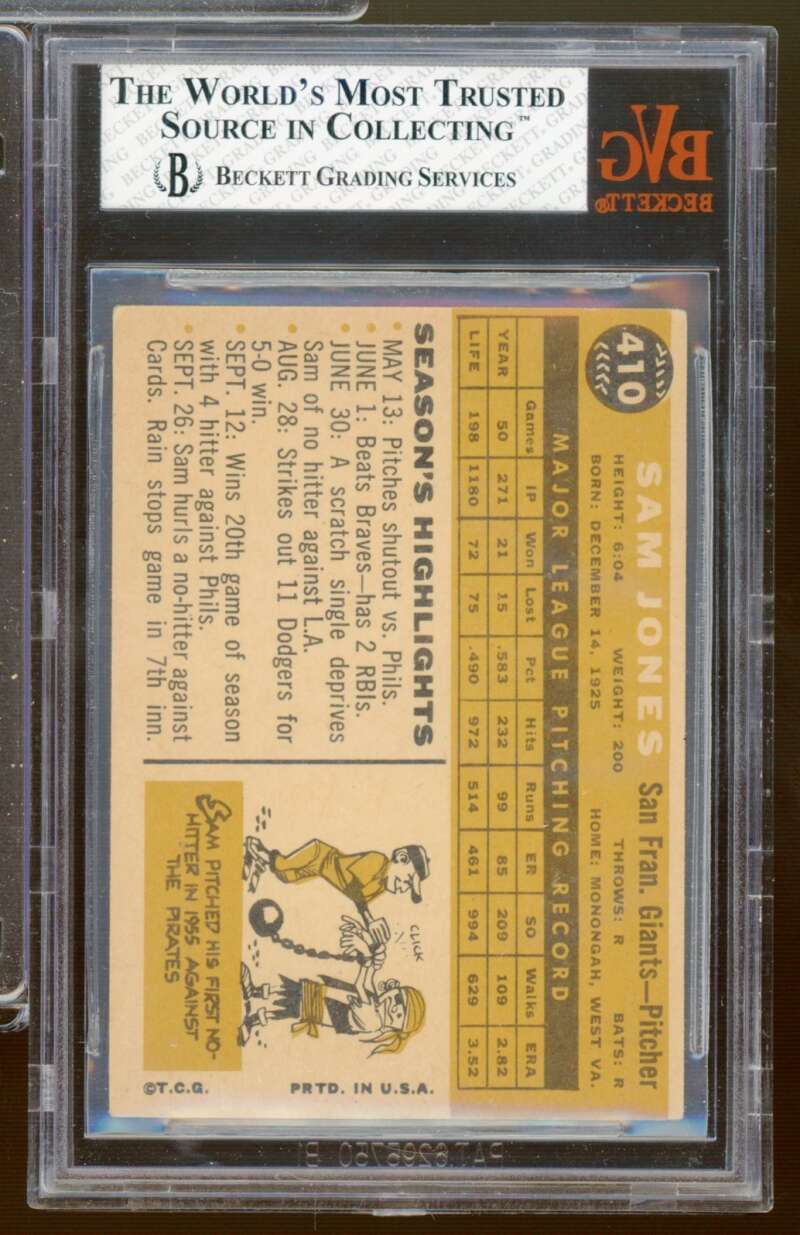 THE WORLD'S MOST TRUSTED
SOURCE IN COLLECTING™
B BECKETT GRADING SERVICES
BVG
BECKETT®
410
SAM JONES San Fran. Giants—Pitcher
HEIGHT: 6:04 WEIGHT: 200 THROWS: R BATS: R
BORN: DECEMBER 14, 1925 HOME: MONONGAH, WEST VA.
MAJOR LEAGUE PITCHING RECORD
Games IP Won Lost Pct Hits Runs ER SO Walks ERA
YEAR 50 271 21 15 .583 232 99 85 209 109 2.82
LIFE 198 1180 72 75 .490 972 514 461 994 629 3.52
SEASON'S HIGHLIGHTS
• MAY 13: Pitches shutout vs. Phils.
• JUNE 1: Beats Braves—has 2 RBIs.
• JUNE 30: A scratch single deprives
Sam of no hitter against L.A.
• AUG. 28: Strikes out 11 Dodgers for
5-0 win.
• SEPT. 12: Wins 20th game of season
with 4 hitter against Phils.
• SEPT. 26: Sam hurls a no-hitter against
Cards. Rain stops game in 7th inn.
CLICK
SAM PITCHED HIS FIRST NO-
HITTER IN 1955 AGAINST
THE PIRATES
©T.C.G. PRTD. IN U.S.A.